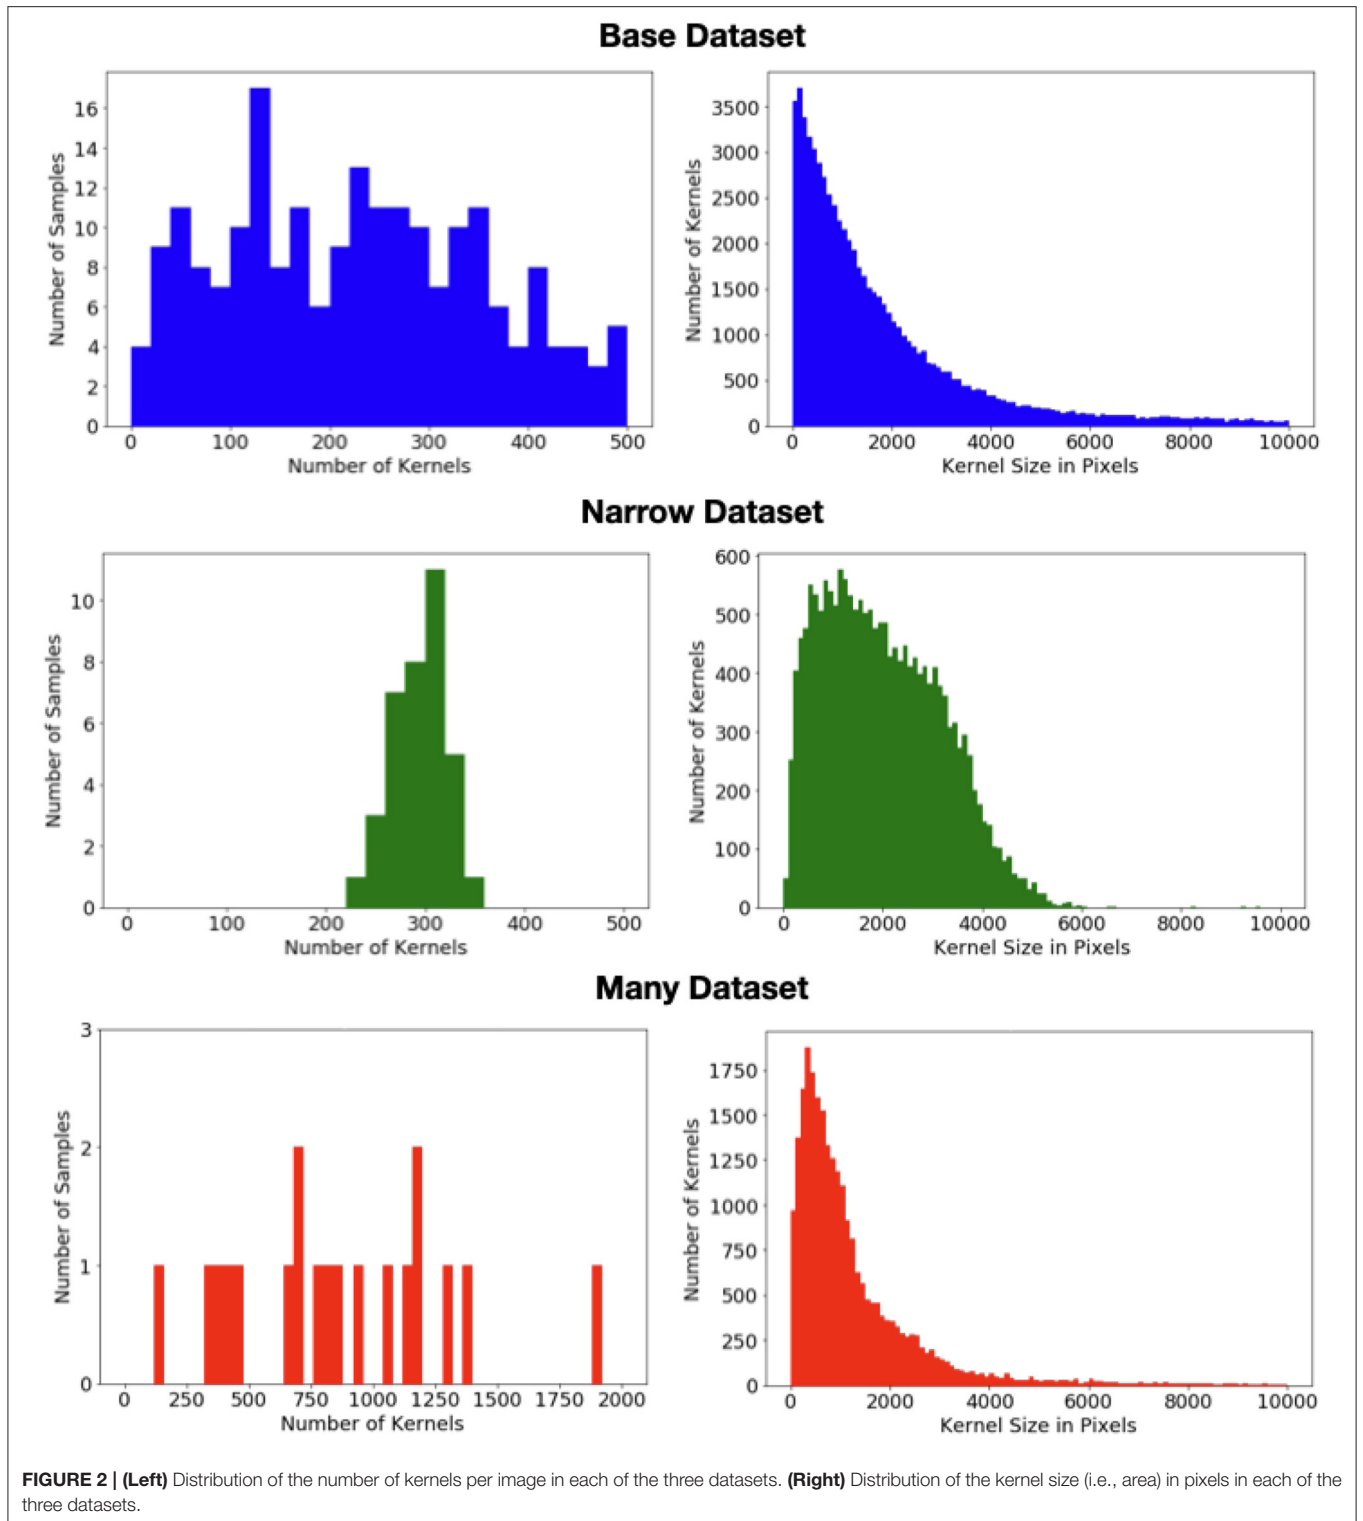 Base Dataset
16
14
12
10
8
6
4
2
0
Number of Samples
0 100 200 300 400 500
Number of Kernels
3500
3000
2500
2000
1500
1000
500
0
Number of Kernels
0 2000 4000 6000 8000 10000
Kernel Size in Pixels
Narrow Dataset
10
8
6
4
2
0
Number of Samples
0 100 200 300 400 500
Number of Kernels
600
500
400
300
200
100
0
Number of Kernels
0 2000 4000 6000 8000 10000
Kernel Size in Pixels
Many Dataset
3
2
1
0
Number of Samples
0 250 500 750 1000 1250 1500 1750 2000
Number of Kernels
1750
1500
1250
1000
750
500
250
0
Number of Kernels
0 2000 4000 6000 8000 10000
Kernel Size in Pixels
FIGURE 2 | (Left) Distribution of the number of kernels per image in each of the three datasets. (Right) Distribution of the kernel size (i.e., area) in pixels in each of the
three datasets.